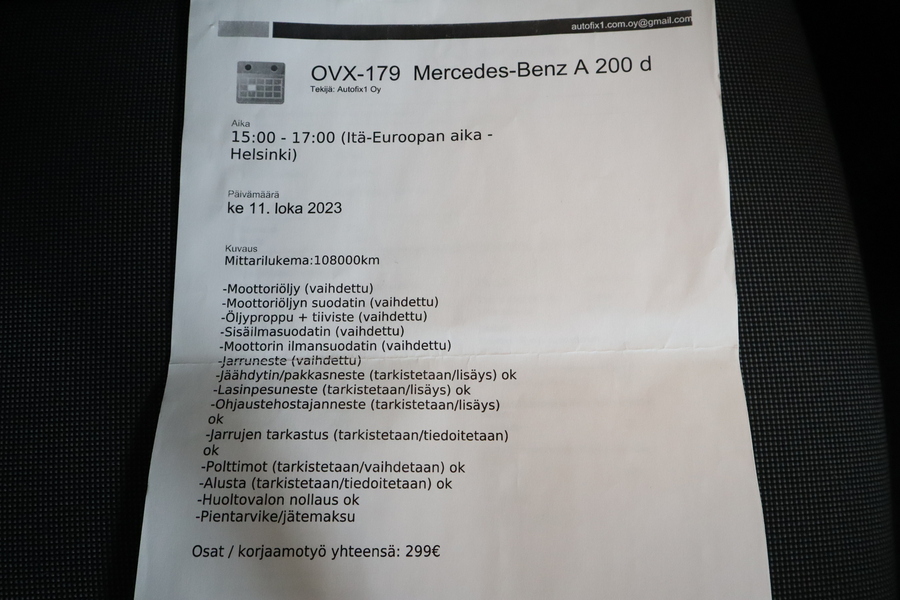 autofix1.com.oy@gmail.com
OVX-179 Mercedes-Benz A 200 d
Tekijä: Autofix1 Oy
Aika
15:00 - 17:00 (Itä-Euroopan aika -
Helsinki)
Päivämäärä
ke 11. loka 2023
Kuvaus
Mittarilukema:108000km
-Moottoriöljy (vaihdettu)
-Moottoriöljyn suodatin (vaihdettu)
-Öljyproppu + tiiviste (vaihdettu)
-Sisäilmasuodatin (vaihdettu)
-Moottorin ilmansuodatin (vaihdettu)
-Jarruneste (vaihdettu)
-Jäähdytin/pakkasneste (tarkistetaan/lisäys) ok
-Lasinpesuneste (tarkistetaan/lisäys) ok
-Ohjaustehostajanneste (tarkistetaan/lisäys)
ok
-Jarrujen tarkastus (tarkistetaan/tiedoitetaan)
ok
-Polttimot (tarkistetaan/vaihdetaan) ok
-Alusta (tarkistetaan/tiedoitetaan) ok
-Huoltovalon nollaus ok
-Pientarvike/jätemaksu
Osat / korjaamotyö yhteensä: 299€